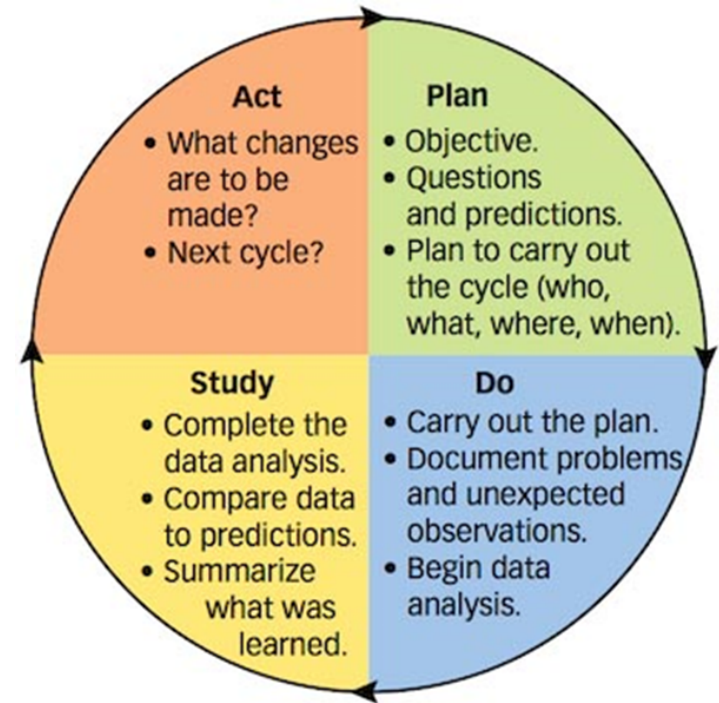 Act
• What changes
are to be
made?
• Next cycle?
Plan
• Objective.
• Questions
and predictions.
• Plan to carry out
the cycle (who,
what, where, when).
Study
• Complete the
data analysis.
• Compare data
to predictions.
• Summarize
what was
learned.
Do
• Carry out the plan.
• Document problems
and unexpected
observations.
• Begin data
analysis.